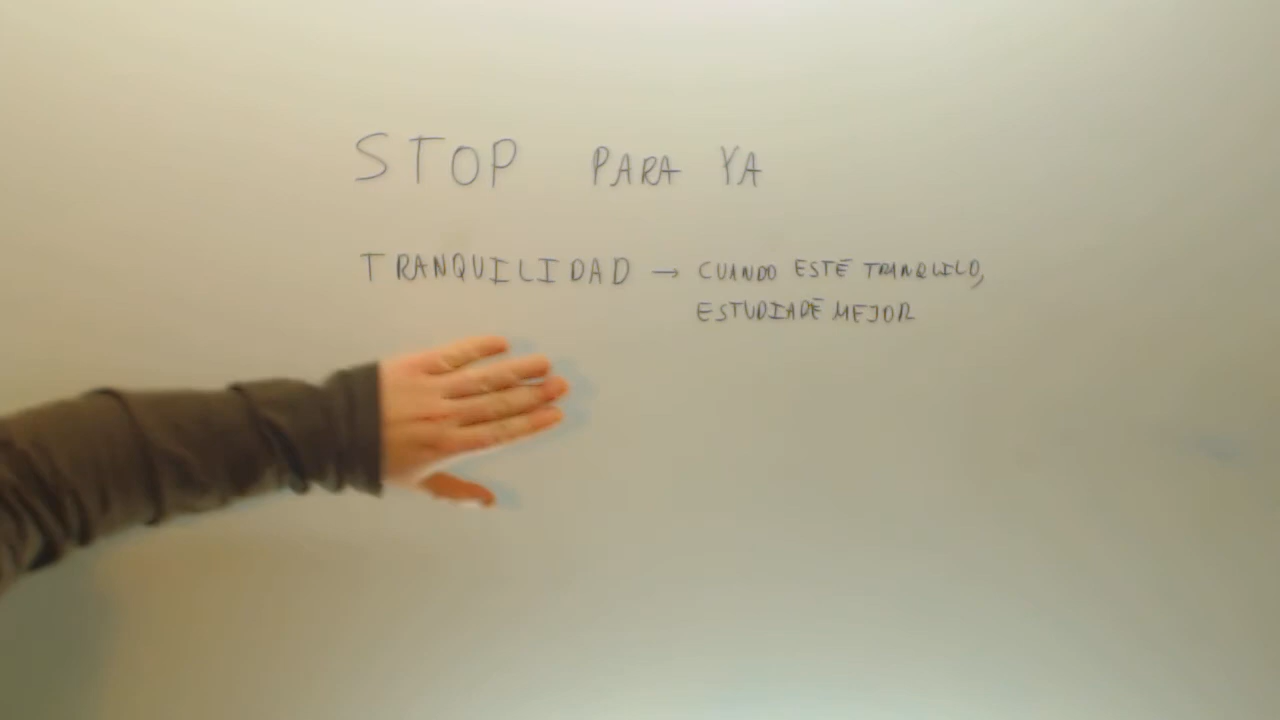 STOP PARA YA
TRANQUILIDAD → CUANDO ESTÉ TRANQUILO,
ESTUDIARÉ MEJOR